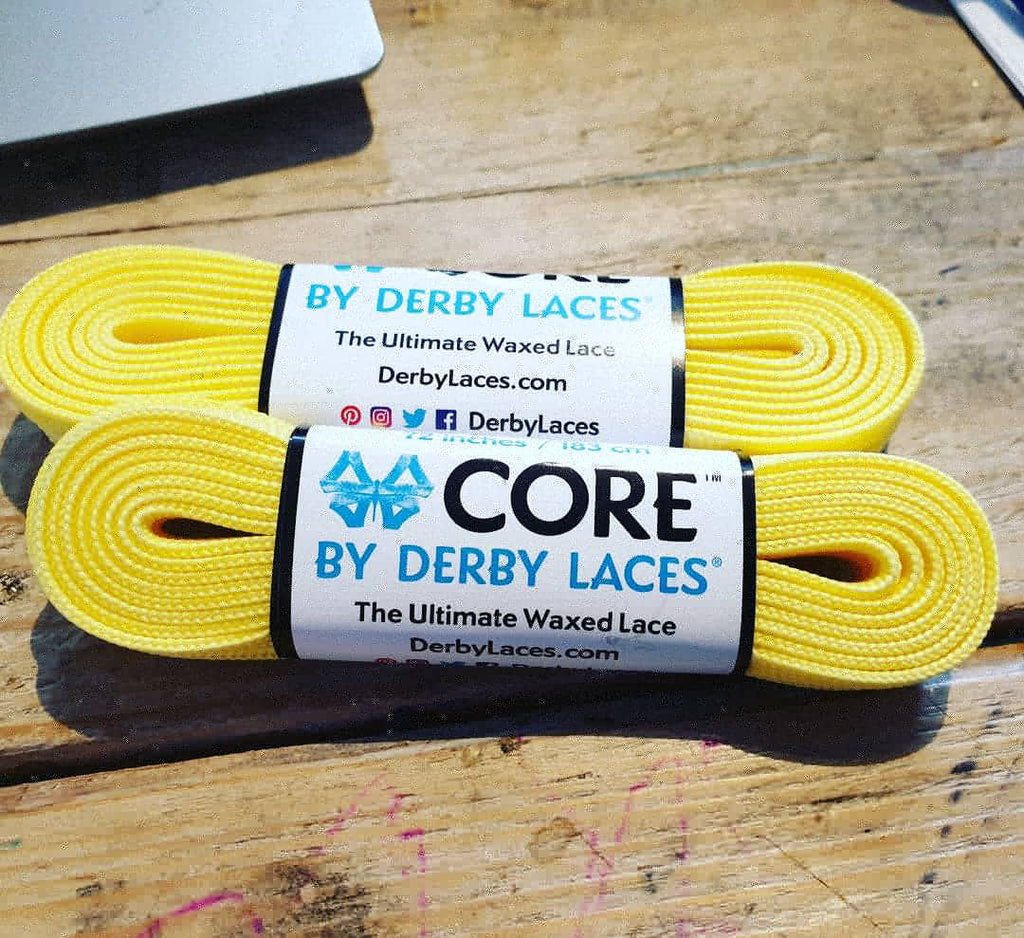 CORE
BY DERBY LACES®
The Ultimate Waxed Lace
DerbyLaces.com
DerbyLaces
72 inches / 183 cm
CORE™
BY DERBY LACES®
The Ultimate Waxed Lace
DerbyLaces.com